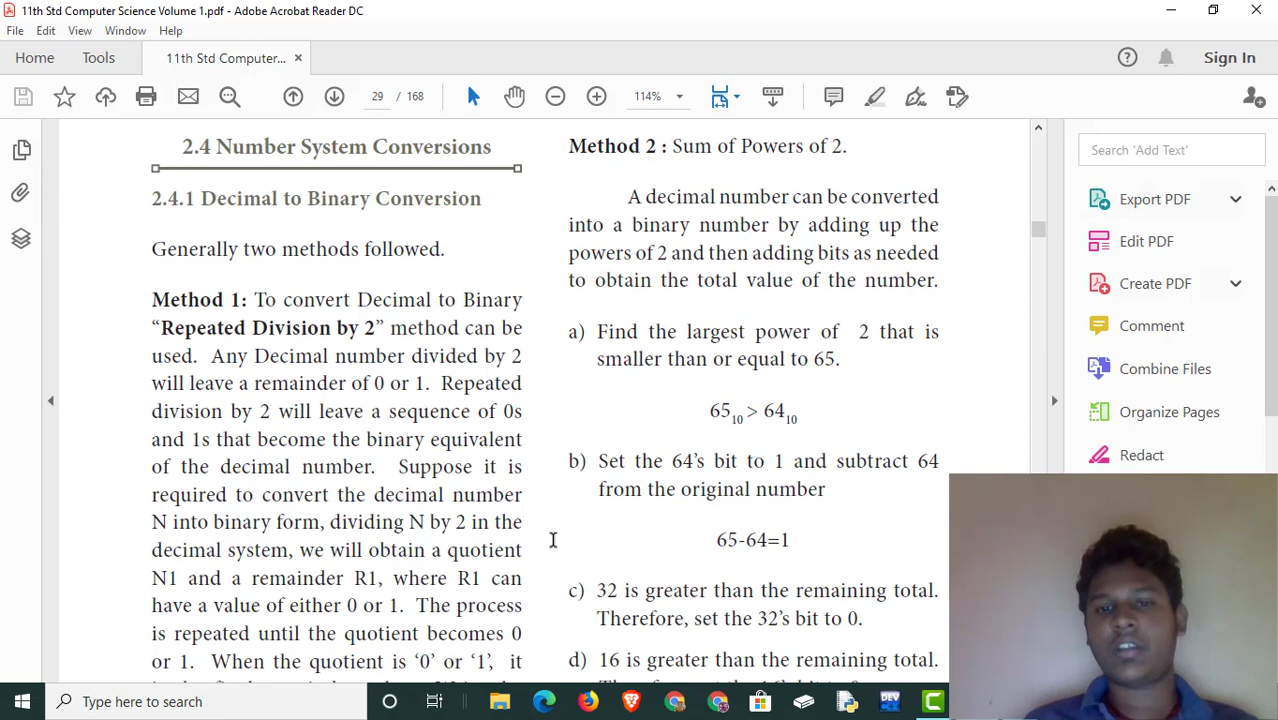 11th Std Computer Science Volume 1.pdf - Adobe Acrobat Reader DC
File Edit View Window Help
Home Tools 11th Std Computer... × Sign In
29 / 168 114%
2.4 Number System Conversions
2.4.1 Decimal to Binary Conversion
Generally two methods followed.
Method 1: To convert Decimal to Binary
“Repeated Division by 2” method can be
used. Any Decimal number divided by 2
will leave a remainder of 0 or 1. Repeated
division by 2 will leave a sequence of 0s
and 1s that become the binary equivalent
of the decimal number. Suppose it is
required to convert the decimal number
N into binary form, dividing N by 2 in the
decimal system, we will obtain a quotient
N1 and a remainder R1, where R1 can
have a value of either 0 or 1. The process
is repeated until the quotient becomes 0
or 1. When the quotient is ‘0’ or ‘1’, it
Method 2 : Sum of Powers of 2.
A decimal number can be converted
into a binary number by adding up the
powers of 2 and then adding bits as needed
to obtain the total value of the number.
a) Find the largest power of 2 that is
smaller than or equal to 65.
65₁₀ > 64₁₀
b) Set the 64’s bit to 1 and subtract 64
from the original number
65-64=1
c) 32 is greater than the remaining total.
Therefore, set the 32’s bit to 0.
d) 16 is greater than the remaining total.
Search 'Add Text'
Export PDF
Edit PDF
Create PDF
Comment
Combine Files
Organize Pages
Redact
Type here to search
DEV